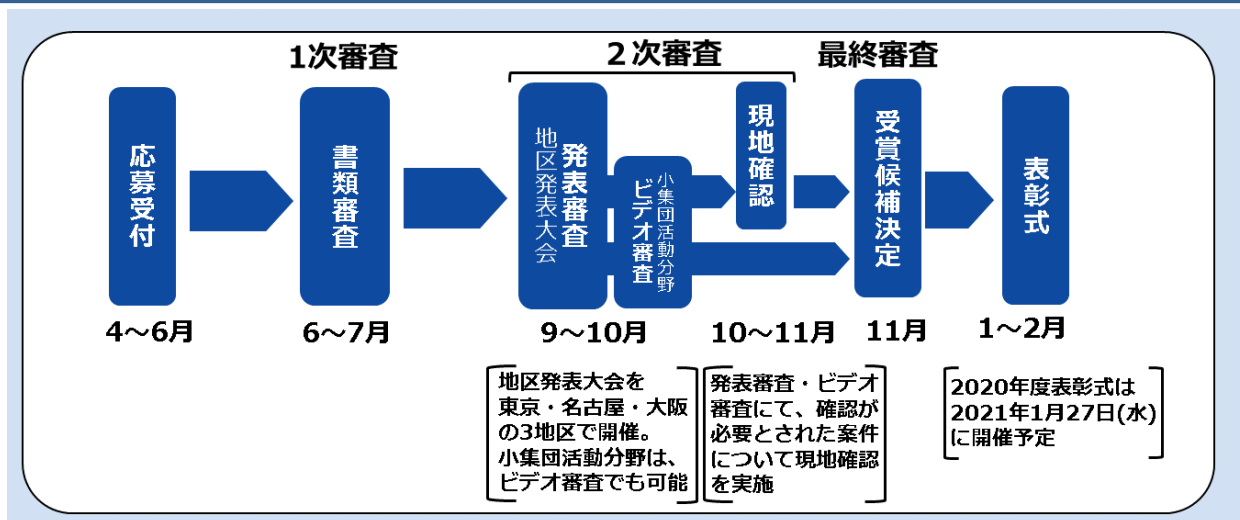 1次審査
2次審査
最終審査
応募受付
書類審査
発表審査
地区発表大会
小集団活動分野
ビデオ審査
現地確認
受賞候補決定
表彰式
4～6月
6～7月
9～10月
10～11月
11月
1～2月
地区発表大会を
東京・名古屋・大阪
の3地区で開催。
小集団活動分野は、
ビデオ審査でも可能
発表審査・ビデオ
審査にて、確認が
必要とされた案件
について現地確認
を実施
2020年度表彰式は
2021年1月27日(水)
に開催予定